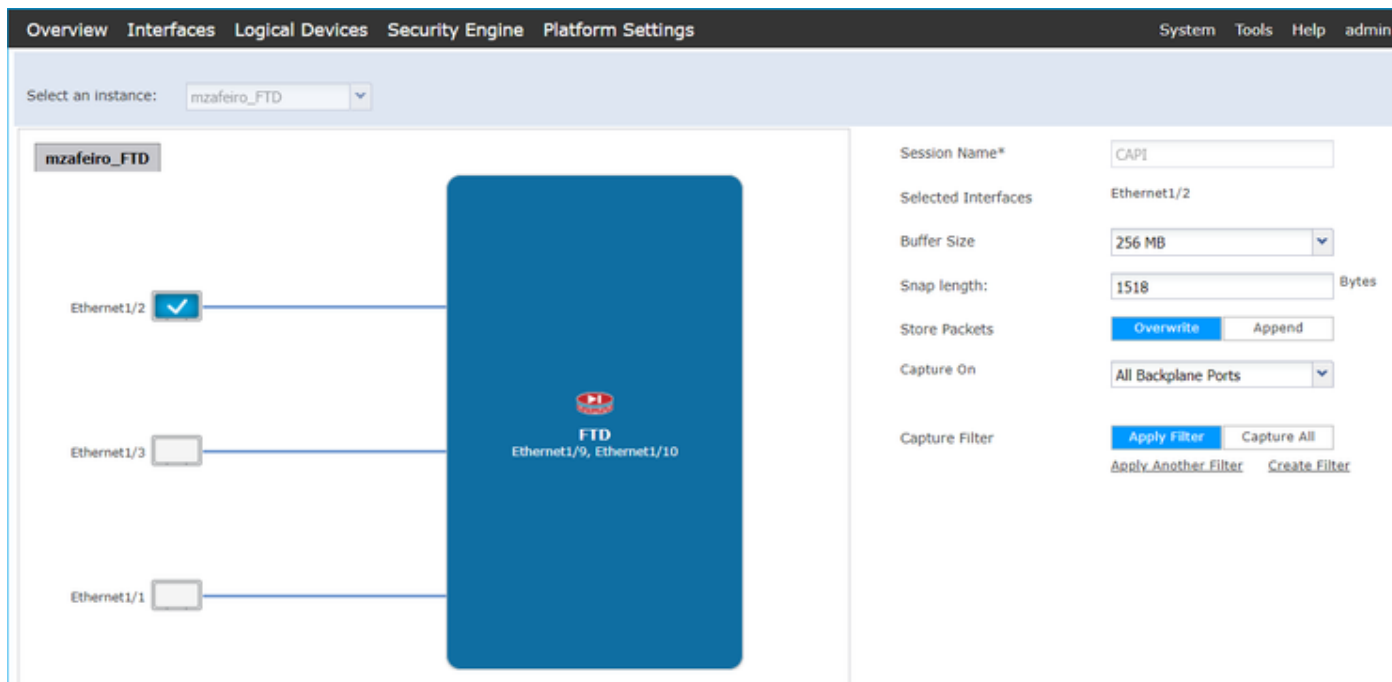 Overview Interfaces Logical Devices Security Engine Platform Settings System Tools Help admin
Select an instance: mzafeiro_FTD
mzafeiro_FTD
Ethernet1/2
Ethernet1/3
Ethernet1/1
FTD
Ethernet1/9, Ethernet1/10
Session Name* CAPI
Selected Interfaces Ethernet1/2
Buffer Size 256 MB
Snap length: 1518 Bytes
Store Packets Overwrite Append
Capture On All Backplane Ports
Capture Filter Apply Filter Capture All
Apply Another Filter Create Filter